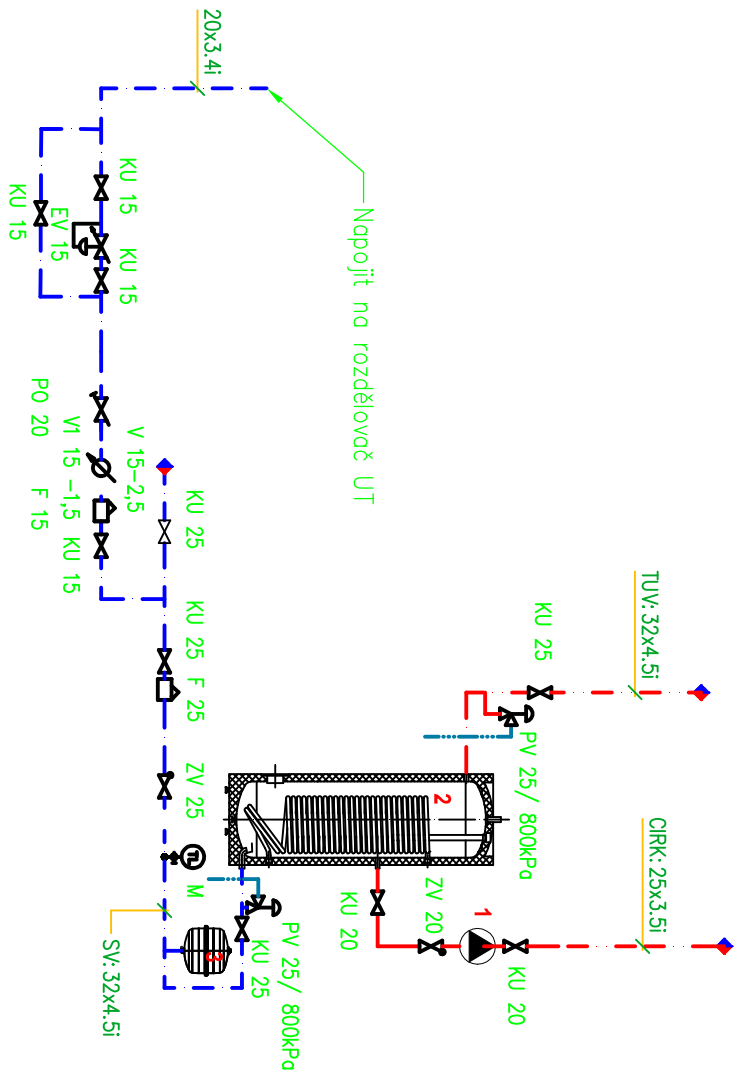 TUV: 32x4.5i
CIRK: 25x3.5i
KU 25
PV 25/ 800kPa
KU 20
1
2
ZV 20
Napojit na rozdělovač UT
KU 20
PV 25/ 800kPa
KU 25
20x3.4i
3
KU 25
KU 25
F 25
ZV 25
TL
M
V 15-2,5
KU 15
KU 15
SV: 32x4.5i
V1 15 -1,5
KU 15
EV 15
PO 20
F 15
KU 15